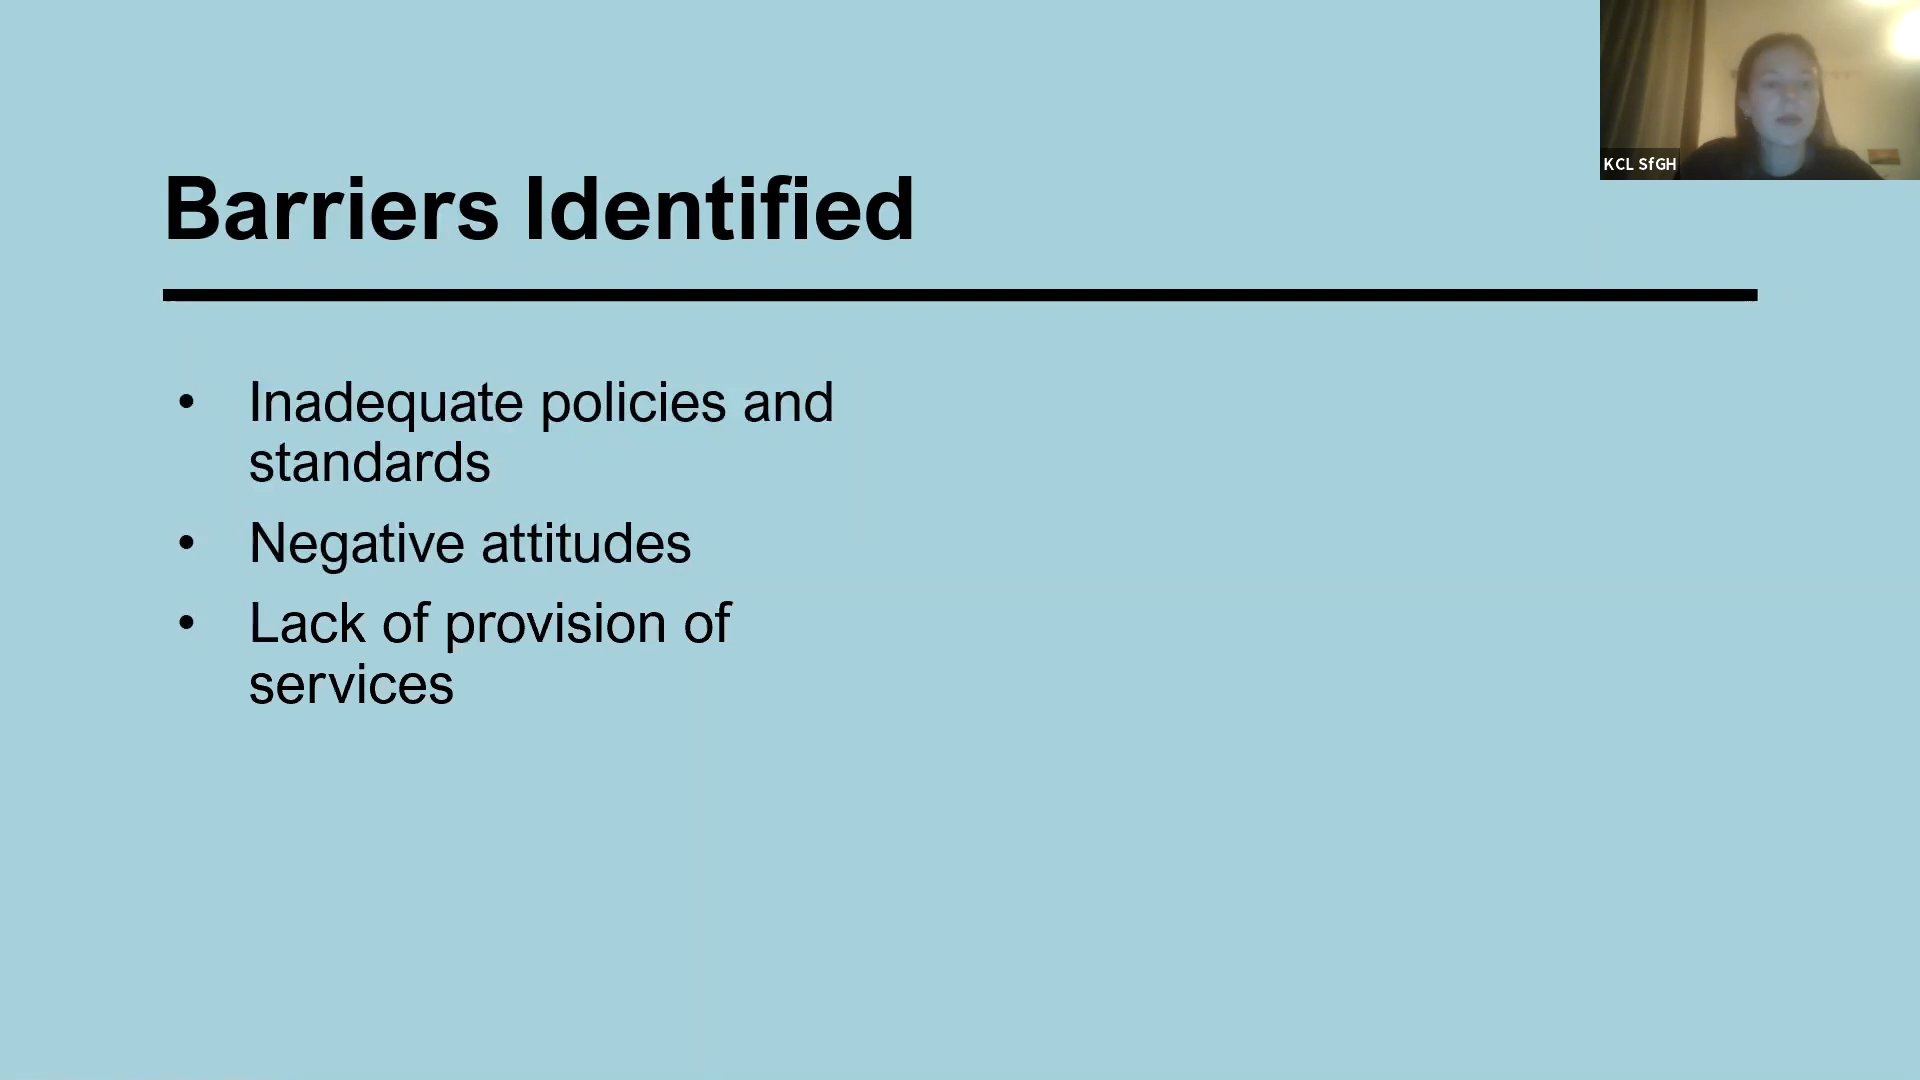 Barriers Identified
• Inadequate policies and
standards
• Negative attitudes
• Lack of provision of
services
KCL SfGH